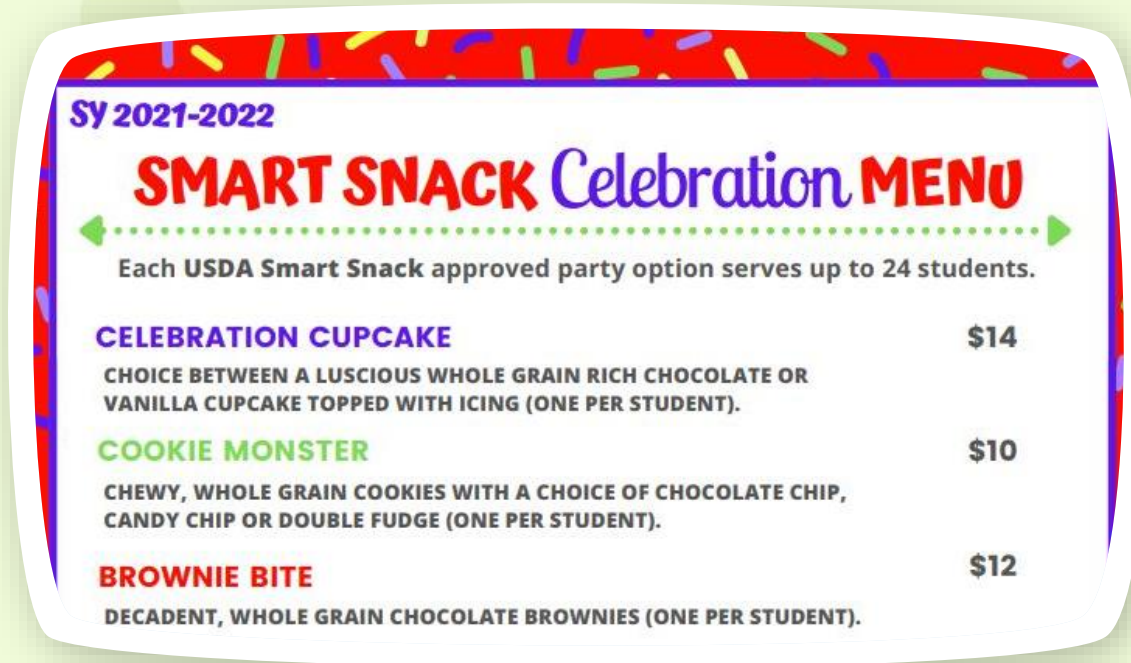 SY 2021-2022
SMART SNACK Celebration MENU
Each USDA Smart Snack approved party option serves up to 24 students.
CELEBRATION CUPCAKE $14
CHOICE BETWEEN A LUSCIOUS WHOLE GRAIN RICH CHOCOLATE OR
VANILLA CUPCAKE TOPPED WITH ICING (ONE PER STUDENT).
COOKIE MONSTER $10
CHEWY, WHOLE GRAIN COOKIES WITH A CHOICE OF CHOCOLATE CHIP,
CANDY CHIP OR DOUBLE FUDGE (ONE PER STUDENT).
BROWNIE BITE $12
DECADENT, WHOLE GRAIN CHOCOLATE BROWNIES (ONE PER STUDENT).